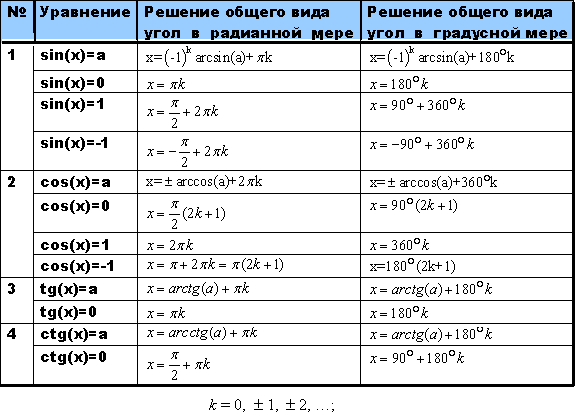 № Уравнение Решение общего вида угол в радианной мере Решение общего вида угол в градусной мере
1 sin(x)=a x=(-1)^k arcsin(a)+πk x=(-1)^k arcsin(a)+180°k
sin(x)=0 x = πk x = 180°k
sin(x)=1 x = π/2 + 2πk x = 90° + 360°k
sin(x)=-1 x = −π/2 + 2πk x = −90° + 360°k
2 cos(x)=a x=± arccos(a)+2πk x=± arccos(a)+360°k
cos(x)=0 x = π/2(2k+1) x = 90°(2k+1)
cos(x)=1 x = 2πk x = 360°k
cos(x)=-1 x = π + 2πk = π(2k+1) x=180°(2k+1)
3 tg(x)=a x = arctg(a) + πk x = arctg(a)+180°k
tg(x)=0 x = πk x = 180°k
4 ctg(x)=a x = arcctg(a) + πk x = arctg(a)+180°k
ctg(x)=0 x = π/2 + πk x = 90° +180°k
k = 0, ± 1, ± 2, …;